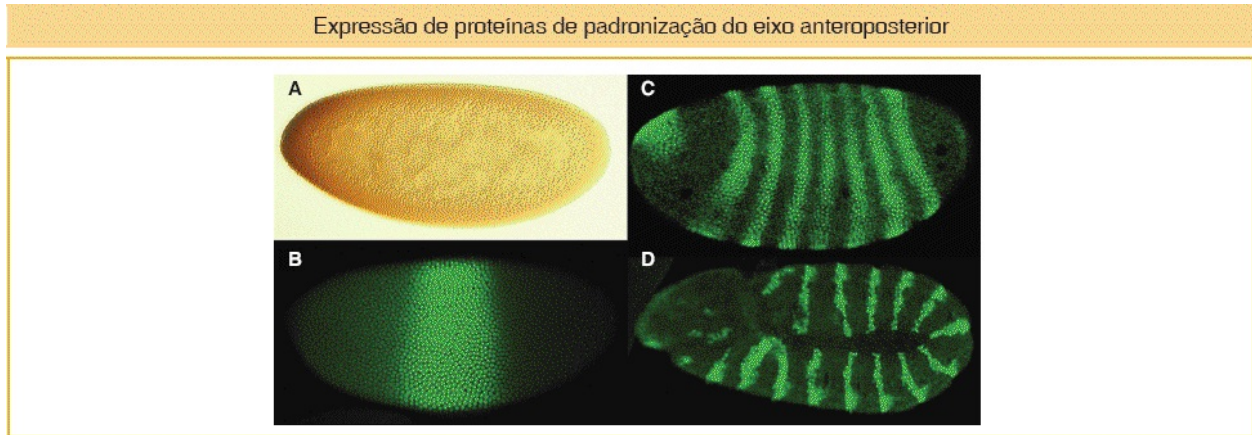 Expressão de proteínas de padronização do eixo anteroposterior
A
C
B
D